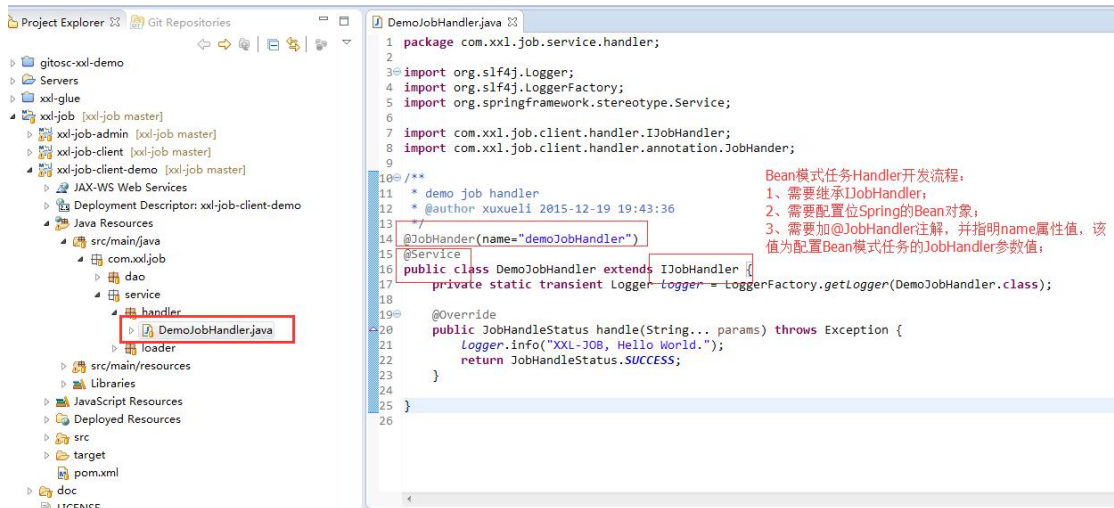 Project Explorer Git Repositories
gitosc-xxl-demo
Servers
xxl-glue
xxl-job [xxl-job master]
xxl-job-admin [xxl-job master]
xxl-job-client [xxl-job master]
xxl-job-client-demo [xxl-job master]
JAX-WS Web Services
Deployment Descriptor: xxl-job-client-demo
Java Resources
src/main/java
com.xxl.job
dao
service
handler
DemoJobHandler.java
loader
src/main/resources
Libraries
JavaScript Resources
Deployed Resources
src
target
pom.xml
doc
LICENSE
DemoJobHandler.java
1 package com.xxl.job.service.handler;
2
3 import org.slf4j.Logger;
4 import org.slf4j.LoggerFactory;
5 import org.springframework.stereotype.Service;
6
7 import com.xxl.job.client.handler.IJobHandler;
8 import com.xxl.job.client.handler.annotation.JobHander;
9
10 /**
11 * demo job handler
12 * @author xuxueli 2015-12-19 19:43:36
13 */
14 @JobHander(name="demoJobHandler")
15 @Service
16 public class DemoJobHandler extends IJobHandler {
17 private static transient Logger logger = LoggerFactory.getLogger(DemoJobHandler.class);
18
19 @Override
20 public JobHandleStatus handle(String... params) throws Exception {
21 logger.info("XXL-JOB, Hello World.");
22 return JobHandleStatus.SUCCESS;
23 }
24
25 }
26
Bean模式任务Handler开发流程：
1、需要继承IJobHandler；
2、需要配置位Spring的Bean对象；
3、需要加@JobHandler注解，并指明name属性值，该
值为配置Bean模式任务的JobHandler参数值；